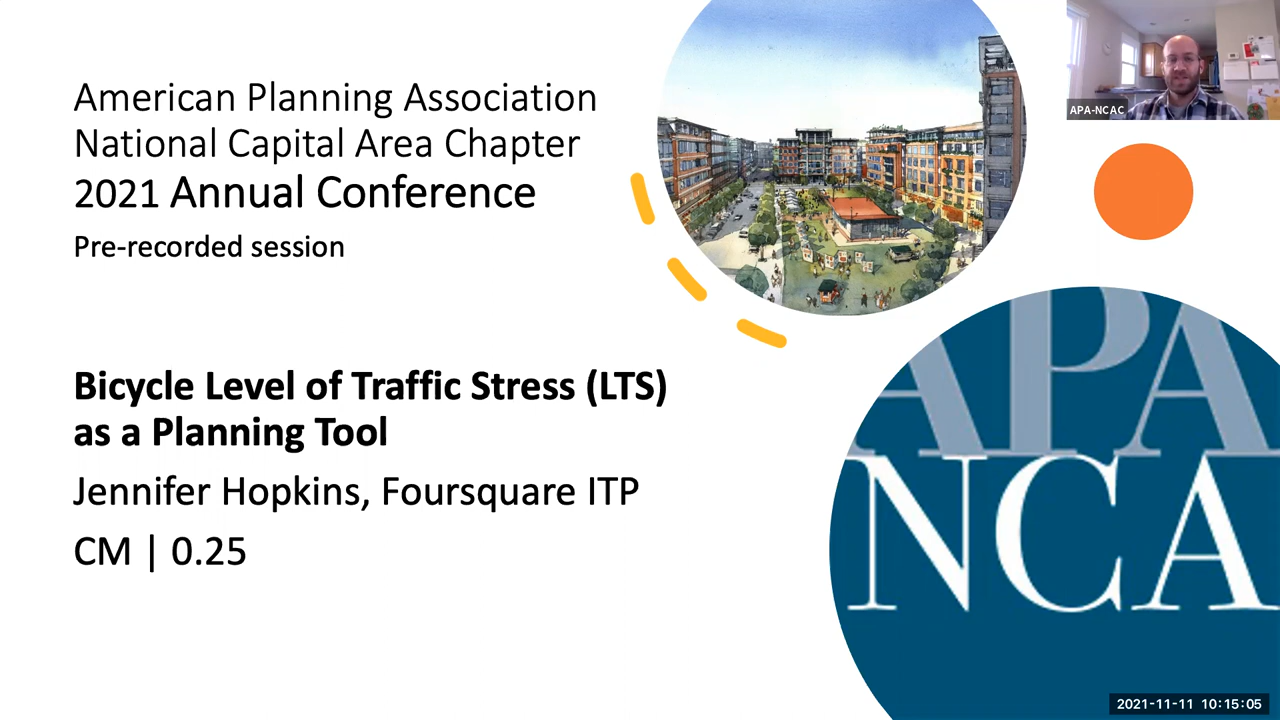 American Planning Association
National Capital Area Chapter
2021 Annual Conference
Pre-recorded session
Bicycle Level of Traffic Stress (LTS)
as a Planning Tool
Jennifer Hopkins, Foursquare ITP
CM | 0.25
APA-NCAC
APA
NCA
2021-11-11 10:15:05